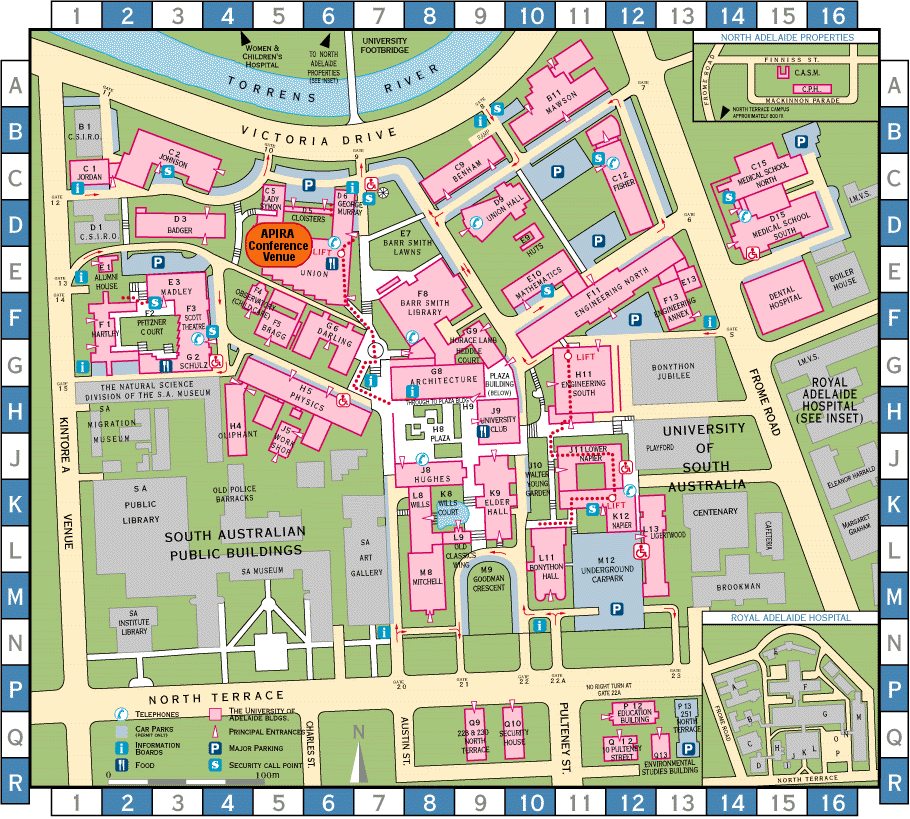 1 2 3 4 5 6 7 8 9 10 11 12 13 14 15 16
A
B
C
D
E
F
G
H
J
K
L
M
N
P
Q
R
WOMEN &
CHILDREN'S
HOSPITAL
TO NORTH
ADELAIDE
PROPERTIES
(SEE INSET)
UNIVERSITY
FOOTBRIDGE
TORRENS RIVER
VICTORIA DRIVE
NORTH ADELAIDE PROPERTIES
FINNISS ST.
FROME ROAD
C.A.S.M.
C.P.H.
MACKINNON PARADE
NORTH TERRACE CAMPUS
APPROXIMATELY 800 M
GATE 11
GATE 10
GATE 9
GATE 8
RAMP
GATE 7
GATE 6
GATE 5
GATE 12
GATE 13
GATE 14
GATE 15
B1
C.S.I.R.O.
C1
JORDAN
C2
JOHNSON
D1
C.S.I.R.O.
D3
BADGER
C5
LADY
SYMON
CLOISTERS
D6
GEORGE
MURRAY
APIRA
Conference
Venue
LIFT
UNION
E7
BARR SMITH
LAWNS
B11
MAWSON
C9
BENHAM
C12
FISHER
D9
UNION HALL
E9
HUTS
E10
MATHEMATICS
F11
ENGINEERING NORTH
E13
F13
ENGINEERING
ANNEX
C15
MEDICAL SCHOOL
NORTH
D15
MEDICAL SCHOOL
SOUTH
I.M.V.S.
BOILER
HOUSE
DENTAL
HOSPITAL
E1
ALUMNI
HOUSE
E3
MADLEY
E2
PFITZNER
COURT
F3
SCOTT
THEATRE
F1
HARTLEY
G2
SCHULZ
F4
OBSERVATORY
(CHILDCARE)
F5
BRAGG
G6
DARLING
F8
BARR SMITH
LIBRARY
G9
HORACE LAMB
HEDDLE
COURT
G8
ARCHITECTURE
THROUGH TO PLAZA BLDG
PLAZA
BUILDING
(BELOW)
H9
LIFT
H11
ENGINEERING
SOUTH
BONYTHON
JUBILEE
I.M.V.S.
ROYAL
ADELAIDE
HOSPITAL
(SEE INSET)
FROME ROAD
THE NATURAL SCIENCE
DIVISION OF THE S.A. MUSEUM
SA
MIGRATION
MUSEUM
H5
PHYSICS
H4
OLIPHANT
J5
WORK
SHOP
H8
PLAZA
J9
UNIVERSITY
CLUB
J8
HUGHES
J10
WALTER
YOUNG
GARDEN
J11 LOWER
NAPIER
LIFT
K12
NAPIER
PLAYFORD
UNIVERSITY
OF
SOUTH
AUSTRALIA
ELEANOR HARRALD
MARGARET
GRAHAM
KINTORE A
VENUE
SA
PUBLIC
LIBRARY
OLD POLICE
BARRACKS
SOUTH AUSTRALIAN
PUBLIC BUILDINGS
SA MUSEUM
SA
ART
GALLERY
SA
INSTITUTE
LIBRARY
L8
WILLS
K8
WILLS
COURT
K9
ELDER
HALL
L9
OLD
CLASSICS
WING
M8
MITCHELL
M9
GOODMAN
CRESCENT
L11
BONYTHON
HALL
M12
UNDERGROUND
CARPARK
L13
LIGERTWOOD
CENTENARY
CAFETERIA
BROOKMAN
GATE 20
GATE 21
GATE 22
GATE 22A
GATE 23
NO RIGHT TURN AT
GATE 22A
NORTH TERRACE
CHARLES ST.
AUSTIN ST.
PULTENEY ST.
TELEPHONES
CAR PARKS
(PERMIT ONLY)
INFORMATION
BOARDS
FOOD
THE UNIVERSITY OF
ADELAIDE BLDGS.
PRINCIPAL ENTRANCES
MAJOR PARKING
SECURITY CALL POINT
0 100m
N
Q9
228 & 230
NORTH
TERRACE
Q10
SECURITY
HOUSE
P 12
EDUCATION
BUILDING
Q 12
10 PULTENEY
STREET
Q13
ENVIRONMENTAL
STUDIES BUILDING
P 13
251
NORTH
TERRACE
ROYAL ADELAIDE HOSPITAL
FROME ROAD
A
B
C
D
E
F
G
H
I
K
L
M
O
P
NORTH TERRACE